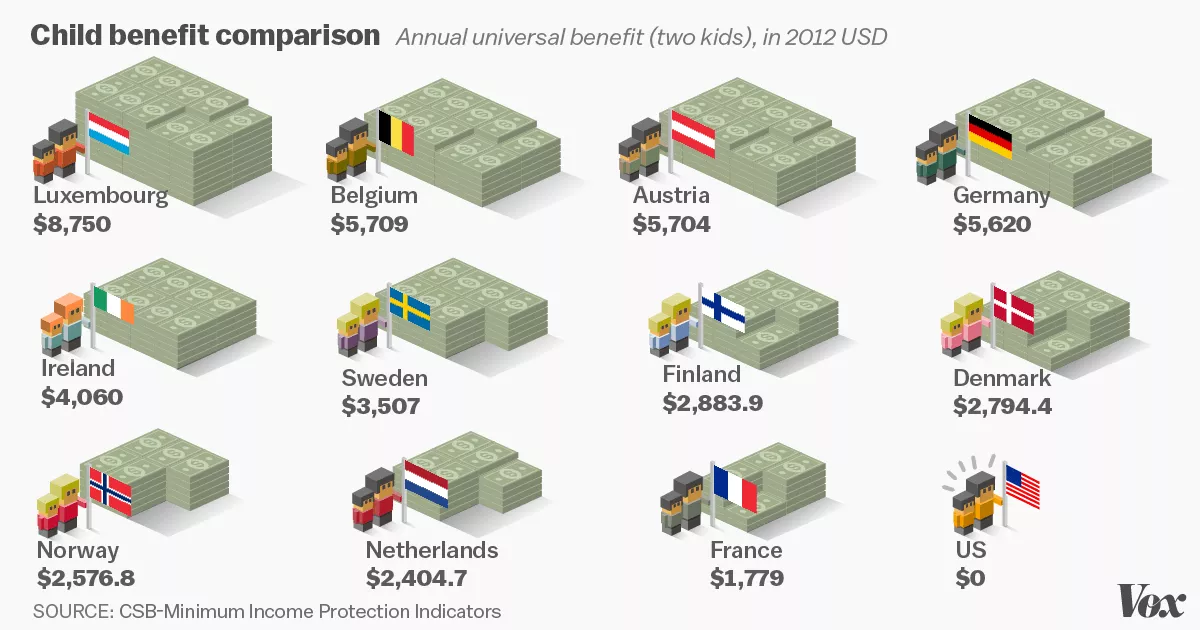 Child benefit comparison Annual universal benefit (two kids), in 2012 USD
Luxembourg
$8,750
Belgium
$5,709
Austria
$5,704
Germany
$5,620
Ireland
$4,060
Sweden
$3,507
Finland
$2,883.9
Denmark
$2,794.4
Norway
$2,576.8
Netherlands
$2,404.7
France
$1,779
US
$0
SOURCE: CSB-Minimum Income Protection Indicators
Vox